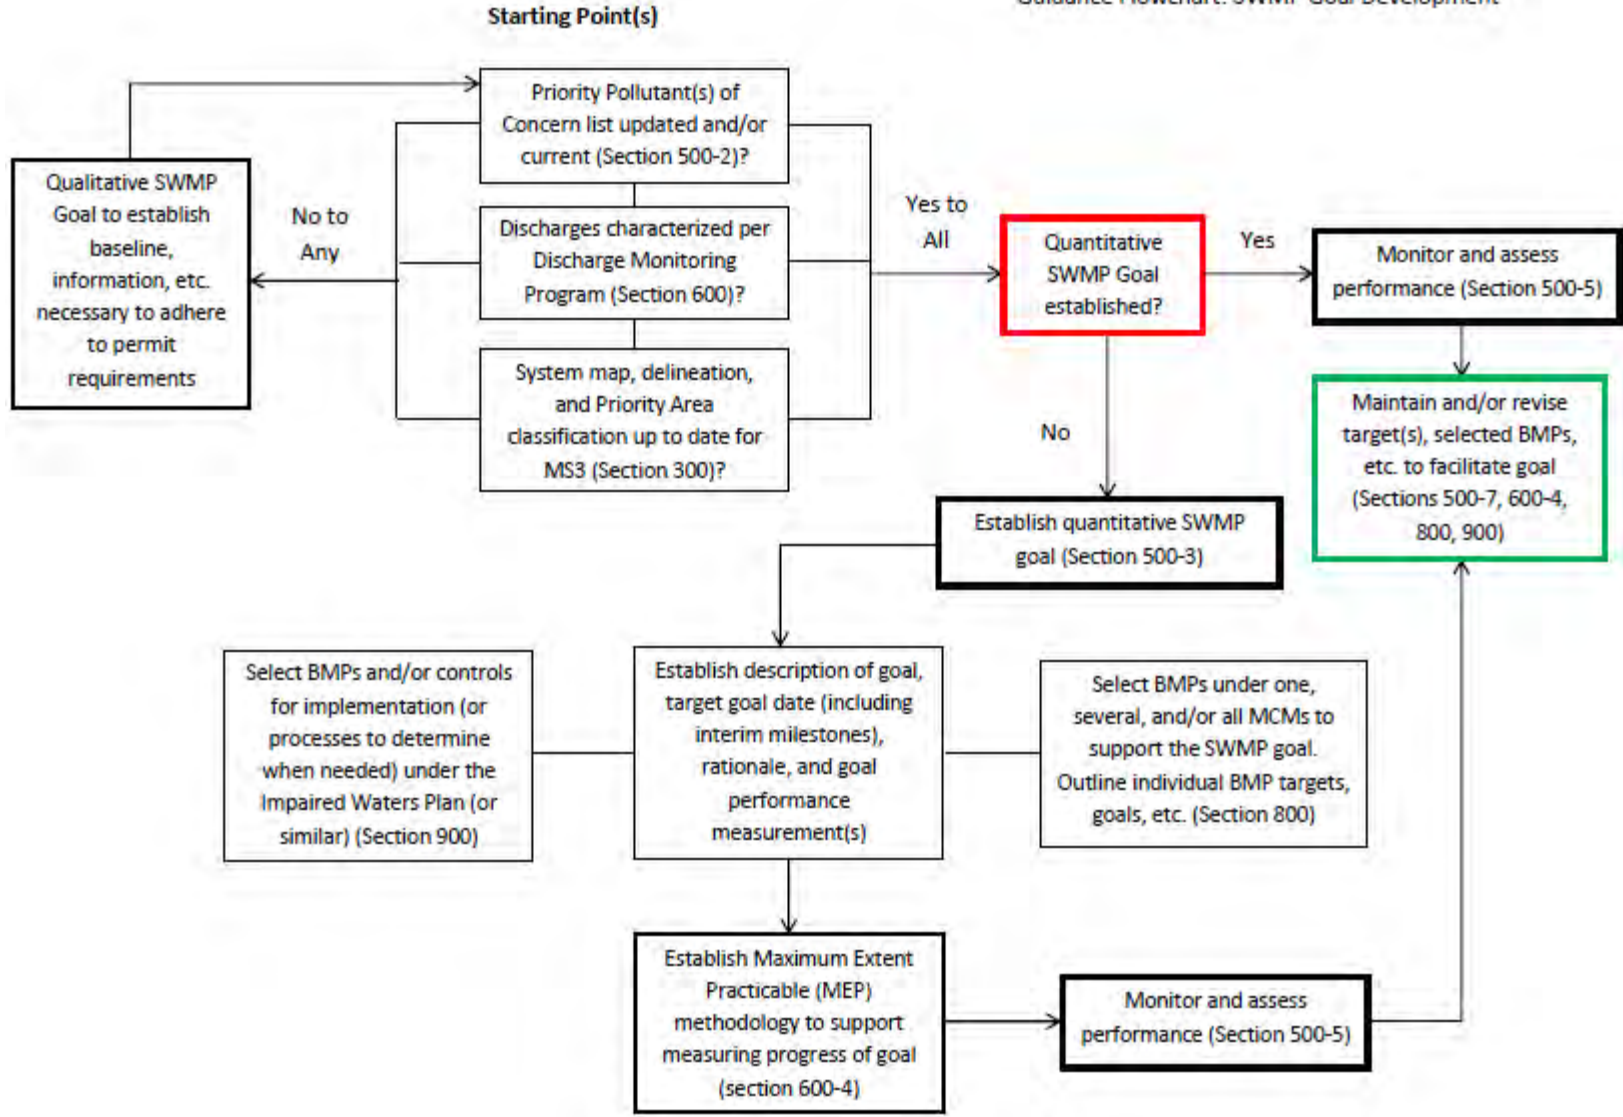 Guidance Flowchart: SWMP Goal Development
Starting Point(s)
Priority Pollutant(s) of
Concern list updated and/or
current (Section 500-2)?
Qualitative SWMP
Goal to establish
baseline,
information, etc.
necessary to adhere
to permit
requirements
No to
Any
Discharges characterized per
Discharge Monitoring
Program (Section 600)?
System map, delineation,
and Priority Area
classification up to date for
MS3 (Section 300)?
Yes to
All
Quantitative
SWMP Goal
established?
Yes
Monitor and assess
performance (Section 500-5)
No
Maintain and/or revise
target(s), selected BMPs,
etc. to facilitate goal
(Sections 500-7, 600-4,
800, 900)
Establish quantitative SWMP
goal (Section 500-3)
Select BMPs and/or controls
for implementation (or
processes to determine
when needed) under the
Impaired Waters Plan (or
similar) (Section 900)
Establish description of goal,
target goal date (including
interim milestones),
rationale, and goal
performance
measurement(s)
Select BMPs under one,
several, and/or all MCMs to
support the SWMP goal.
Outline individual BMP targets,
goals, etc. (Section 800)
Establish Maximum Extent
Practicable (MEP)
methodology to support
measuring progress of goal
(section 600-4)
Monitor and assess
performance (Section 500-5)